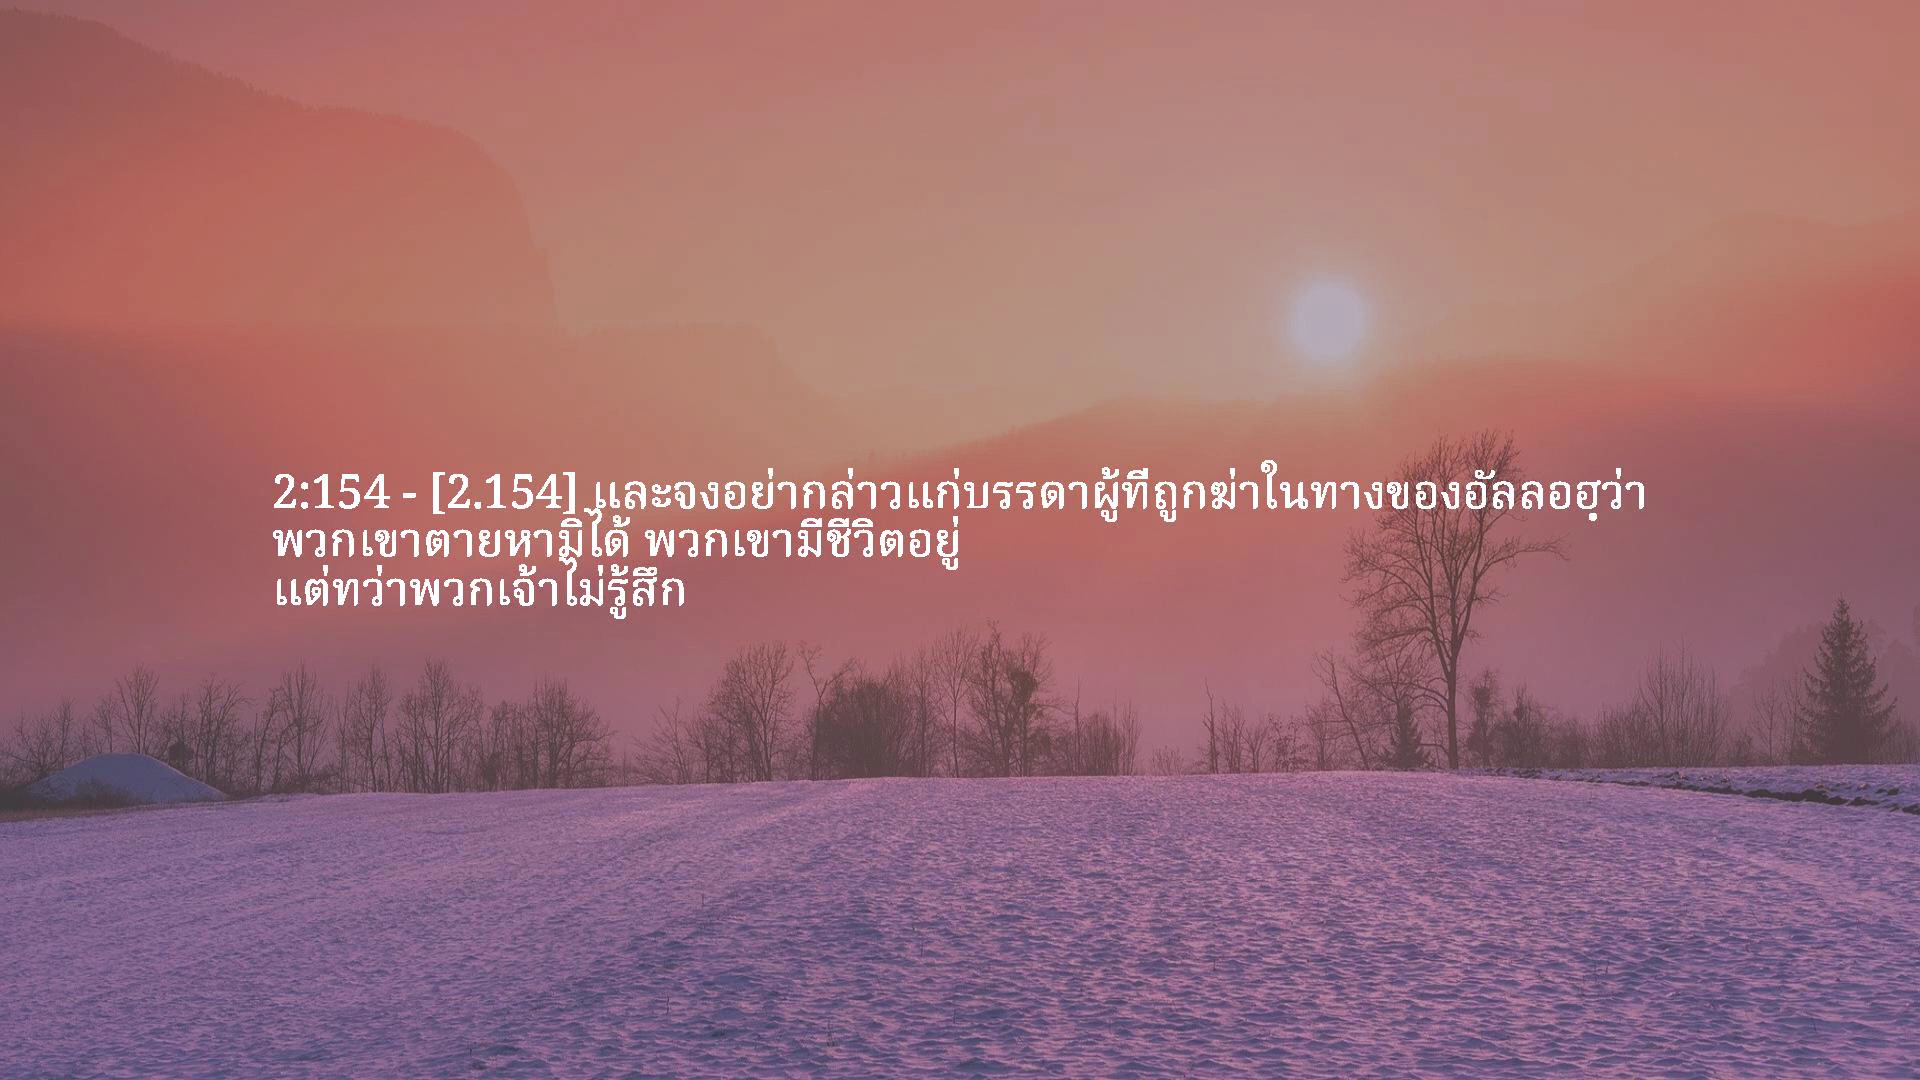 2:154 - [2.154] และจงอย่ากล่าวแก่บรรดาผู้ที่ถูกฆ่าในทางของอัลลอฮฺว่า
พวกเขาตายหามิได้ พวกเขามีชีวิตอยู่
แต่ทว่าพวกเจ้าไม่รู้สึก